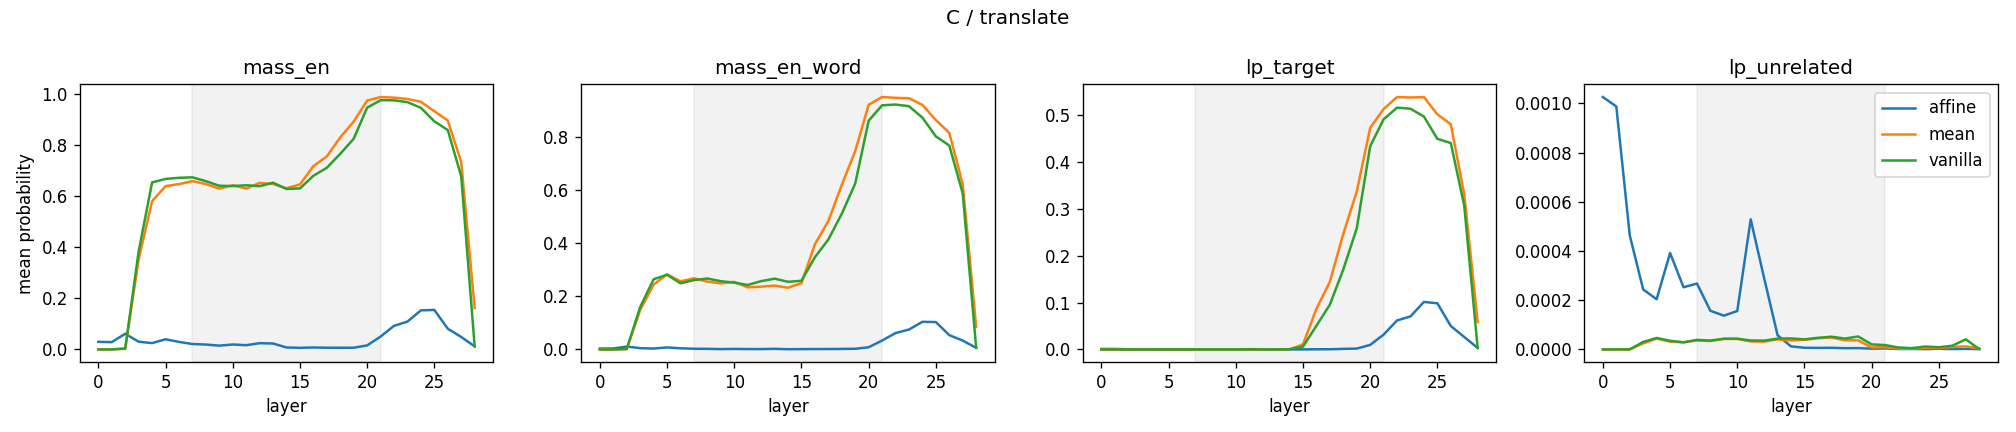 C / translate
mass_en
mean probability
1.0
0.8
0.6
0.4
0.2
0.0
0 5 10 15 20 25
layer
mass_en_word
0.8
0.6
0.4
0.2
0.0
0 5 10 15 20 25
layer
lp_target
0.5
0.4
0.3
0.2
0.1
0.0
0 5 10 15 20 25
layer
lp_unrelated
0.0010
0.0008
0.0006
0.0004
0.0002
0.0000
affine
mean
vanilla
0 5 10 15 20 25
layer